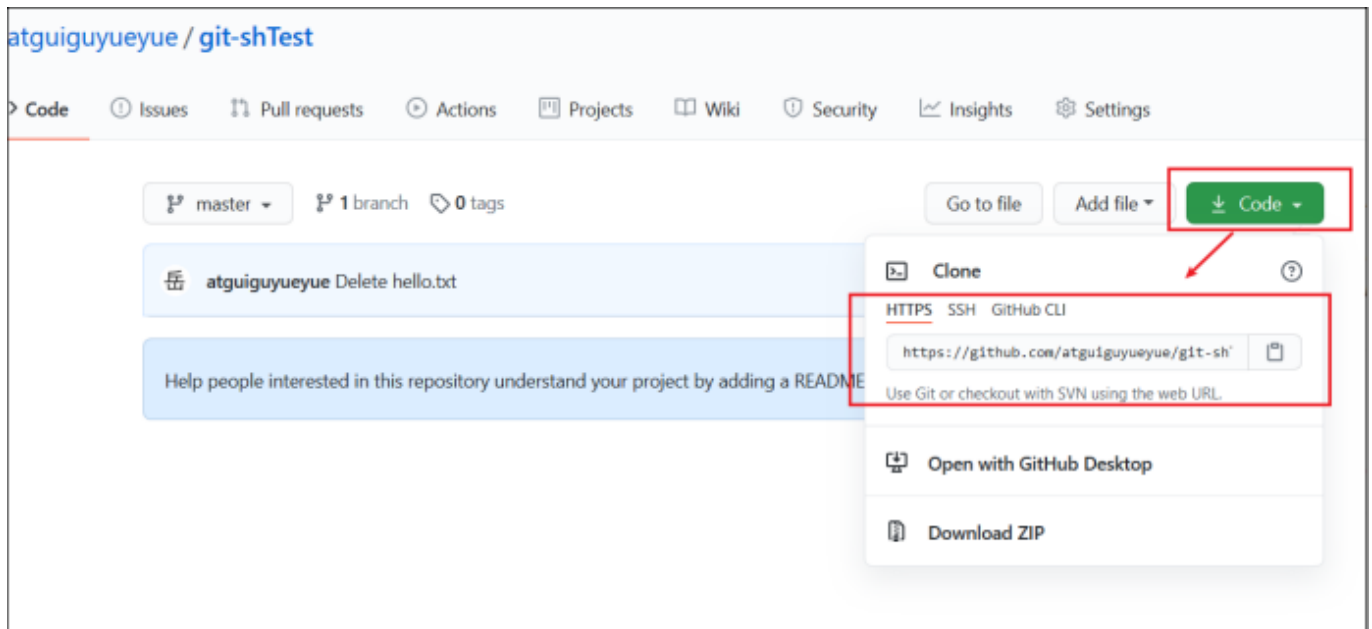 atguiguyueyue / git-shTest
Code Issues Pull requests Actions Projects Wiki Security Insights Settings
master 1 branch 0 tags Go to file Add file Code
岳 atguiguyueyue Delete hello.txt
Clone
HTTPS SSH GitHub CLI
https://github.com/atguiguyueyue/git-sh
Help people interested in this repository understand your project by adding a README
Use Git or checkout with SVN using the web URL.
Open with GitHub Desktop
Download ZIP